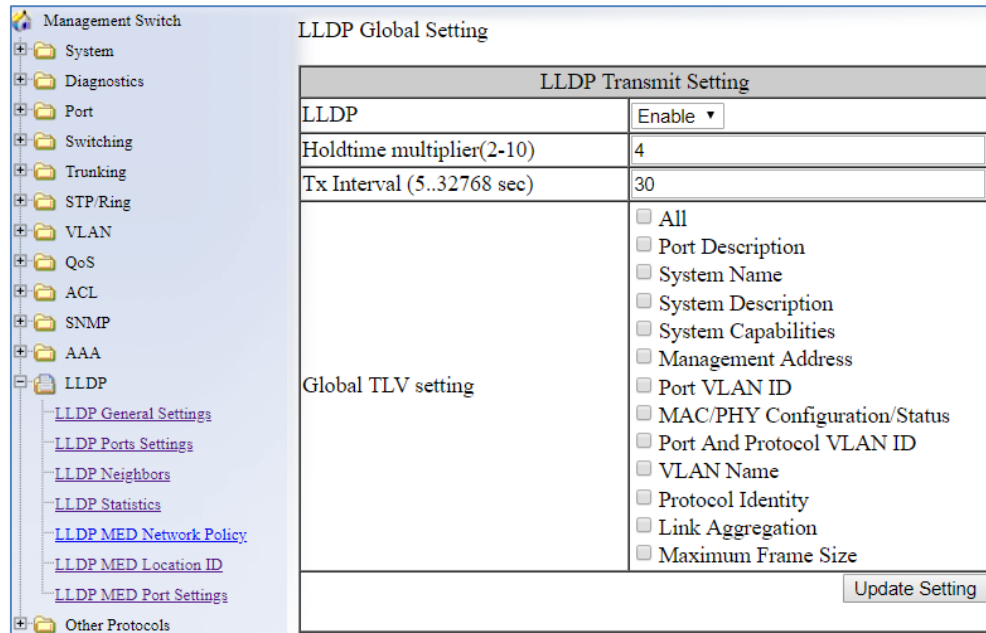 Management Switch
System
Diagnostics
Port
Switching
Trunking
STP/Ring
VLAN
QoS
ACL
SNMP
AAA
LLDP
LLDP General Settings
LLDP Ports Settings
LLDP Neighbors
LLDP Statistics
LLDP MED Network Policy
LLDP MED Location ID
LLDP MED Port Settings
Other Protocols
LLDP Global Setting
LLDP Transmit Setting
LLDP Enable
Holdtime multiplier(2-10) 4
Tx Interval (5..32768 sec) 30
Global TLV setting
All
Port Description
System Name
System Description
System Capabilities
Management Address
Port VLAN ID
MAC/PHY Configuration/Status
Port And Protocol VLAN ID
VLAN Name
Protocol Identity
Link Aggregation
Maximum Frame Size
Update Setting